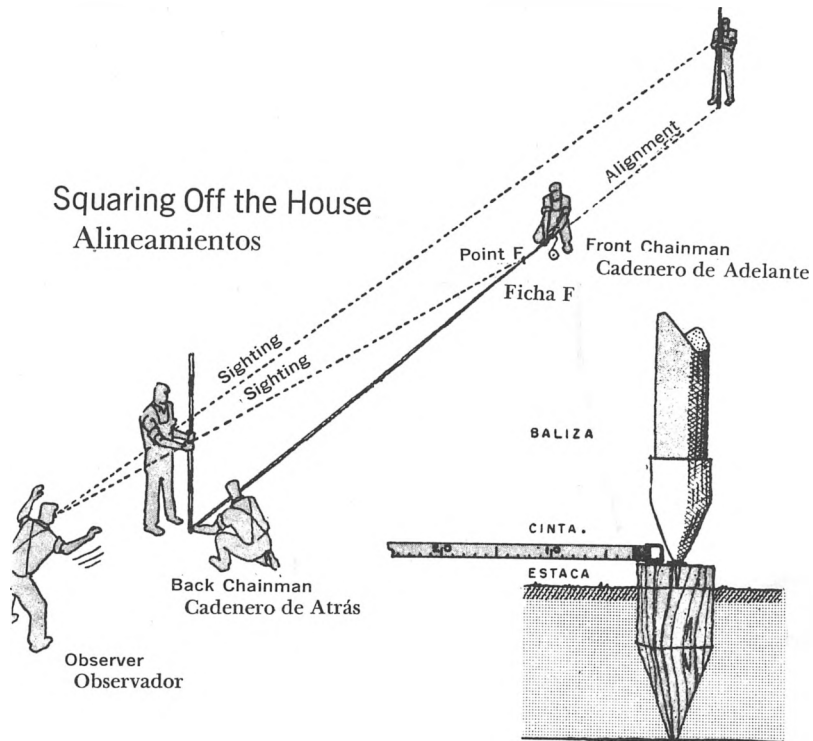 Alignment
Squaring Off the House
Alineamientos
Point F
Front Chainman
Cadenero de Adelante
Ficha F
Sighting
Sighting
BALIZA
CINTA.
ESTACA
Back Chainman
Cadenero de Atrás
Observer
Observador